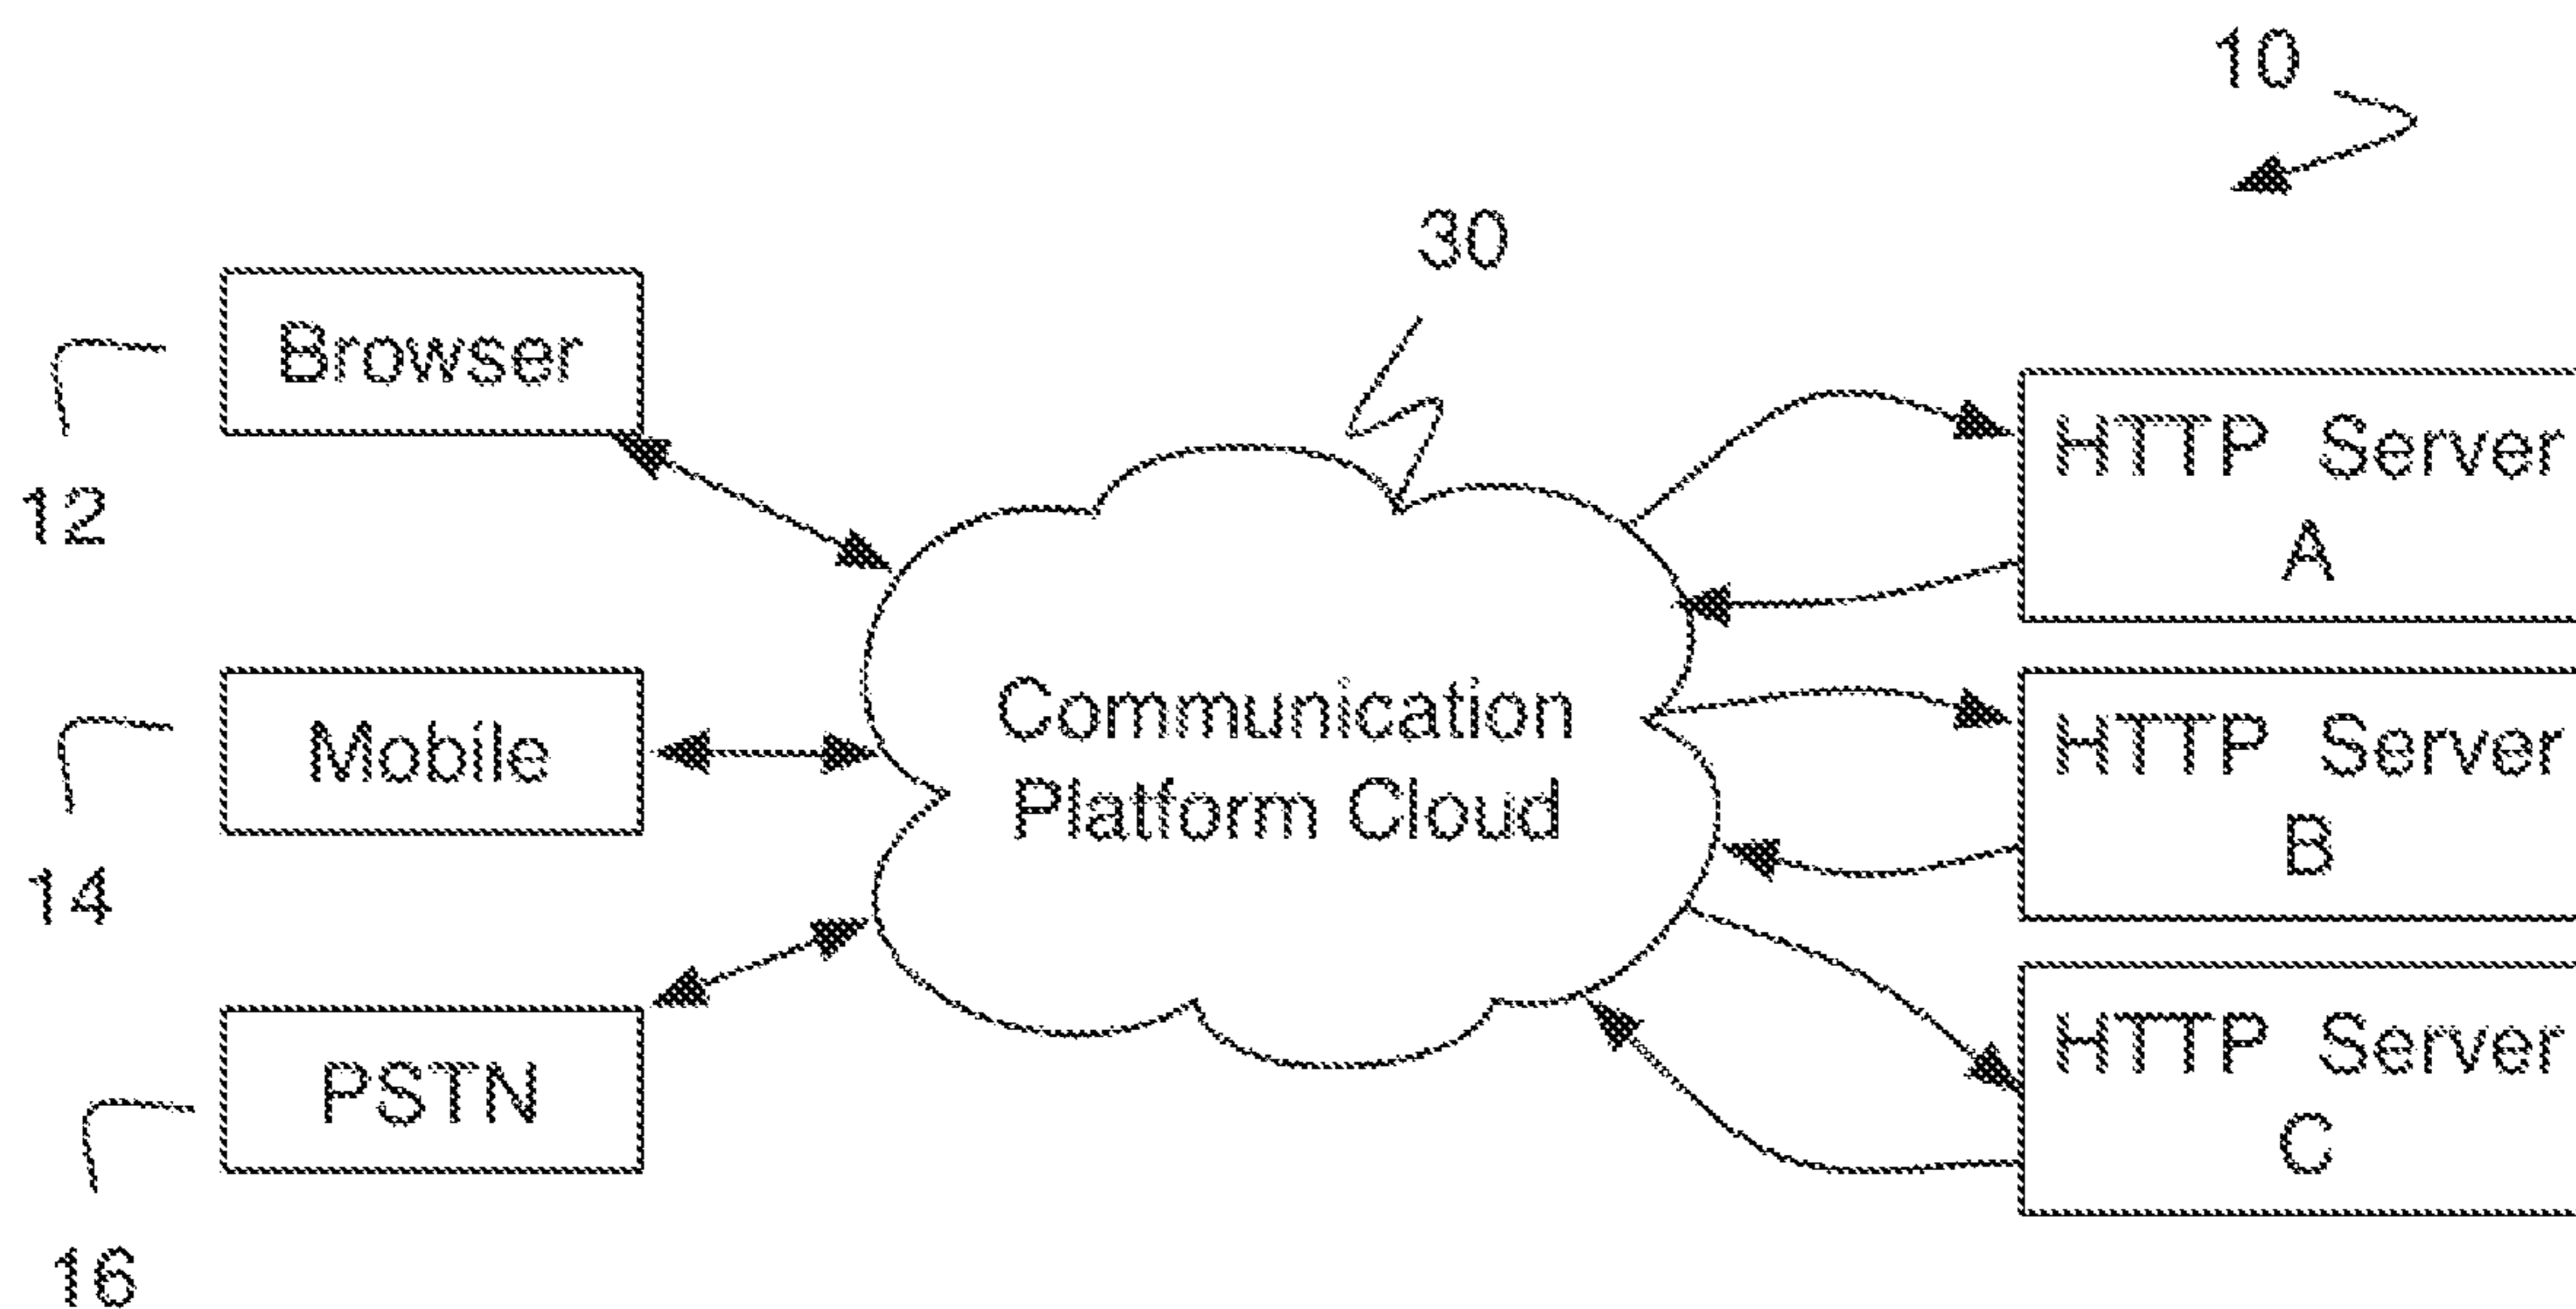 10
30
Browser
12
HTTP Server
A
Communication
Platform Cloud
Mobile
14
HTTP Server
B
PSTN
16
HTTP Server
C